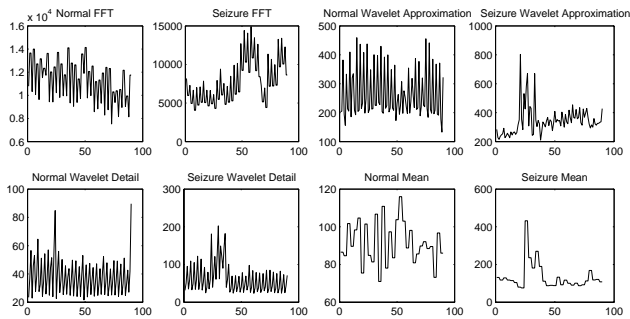 x 10^4 Normal FFT
Seizure FFT
Normal Wavelet Approximation
Seizure Wavelet Approximation
1.6
1.4
1.2
1
0.8
0.6
0 50 100
15000
10000
5000
0
0 50 100
500
400
300
200
100
0 50 100
1000
800
600
400
200
0 50 100
Normal Wavelet Detail
Seizure Wavelet Detail
Normal Mean
Seizure Mean
100
80
60
40
20
0 50 100
300
200
100
0
0 50 100
120
100
80
60
0 50 100
600
400
200
0
0 50 100